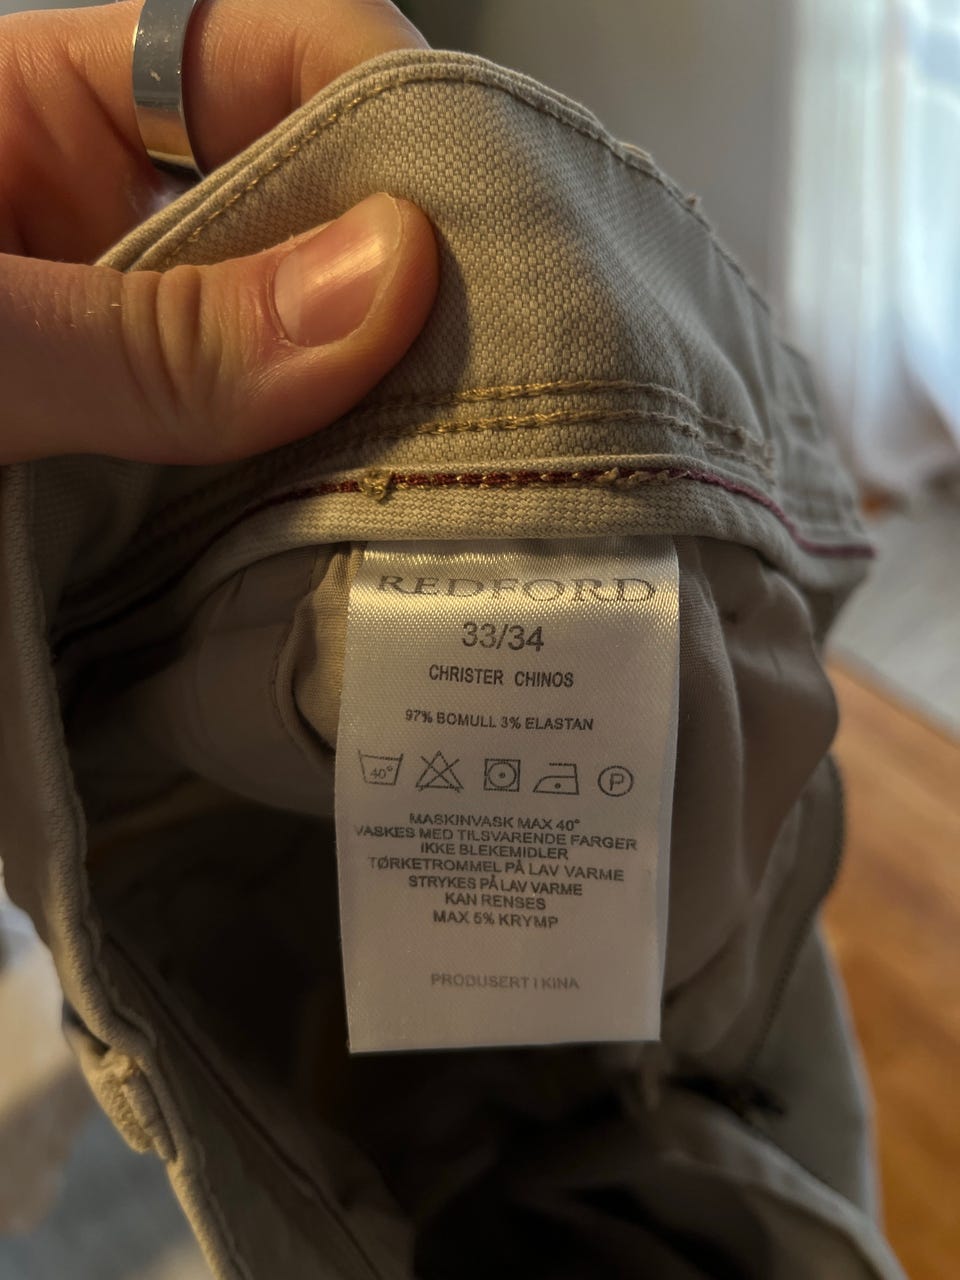 REDFORD
33/34
CHRISTER CHINOS
97% BOMULL 3% ELASTAN
40° P
MASKINVASK MAX 40°
VASKES MED TILSVARENDE FARGER
IKKE BLEKEMIDLER
TØRKETROMMEL PÅ LAV VARME
STRYKES PÅ LAV VARME
KAN RENSES
MAX 5% KRYMP
PRODUSERT I KINA